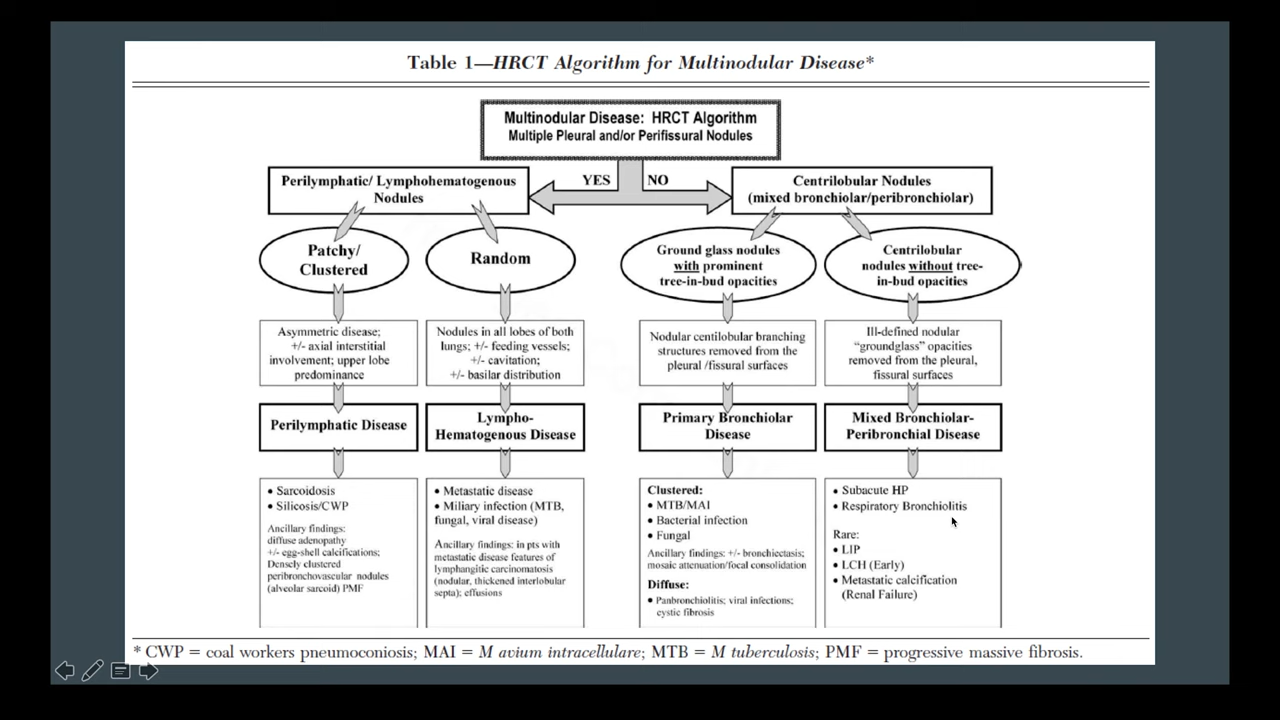 Table 1—HRCT Algorithm for Multinodular Disease*
Multinodular Disease: HRCT Algorithm
Multiple Pleural and/or Perifissural Nodules
YES
NO
Perilymphatic/ Lymphohematogenous
Nodules
Centrilobular Nodules
(mixed bronchiolar/peribronchiolar)
Patchy/
Clustered
Random
Ground glass nodules
with prominent
tree-in-bud opacities
Centrilobular
nodules without tree-
in-bud opacities
Asymmetric disease;
+/- axial interstitial
involvement; upper lobe
predominance
Nodules in all lobes of both
lungs; +/- feeding vessels;
+/- cavitation;
+/- basilar distribution
Nodular centilobular branching
structures removed from the
pleural /fissural surfaces
Ill-defined nodular
“groundglass” opacities
removed from the pleural,
fissural surfaces
Perilymphatic Disease
Lympho-
Hematogenous Disease
Primary Bronchiolar
Disease
Mixed Bronchiolar-
Peribronchial Disease
• Sarcoidosis
• Silicosis/CWP
Ancillary findings:
diffuse adenopathy
+/- egg-shell calcifications;
Densely clustered
peribronchovascular nodules
(alveolar sarcoid) PMF
• Metastatic disease
• Miliary infection (MTB,
fungal, viral disease)
Ancillary findings: in pts with
metastatic disease features of
lymphangitic carcinomatosis
(nodular, thickened interlobular
septa); effusions
Clustered:
• MTB/MAI
• Bacterial infection
• Fungal
Ancillary findings: +/- bronchiectasis;
mosaic attenuation/focal consolidation
Diffuse:
• Panbronchiolitis; viral infections;
cystic fibrosis
• Subacute HP
• Respiratory Bronchiolitis
Rare:
• LIP
• LCH (Early)
• Metastatic calcification
(Renal Failure)
* CWP = coal workers pneumoconiosis; MAI = M avium intracellulare; MTB = M tuberculosis; PMF = progressive massive fibrosis.